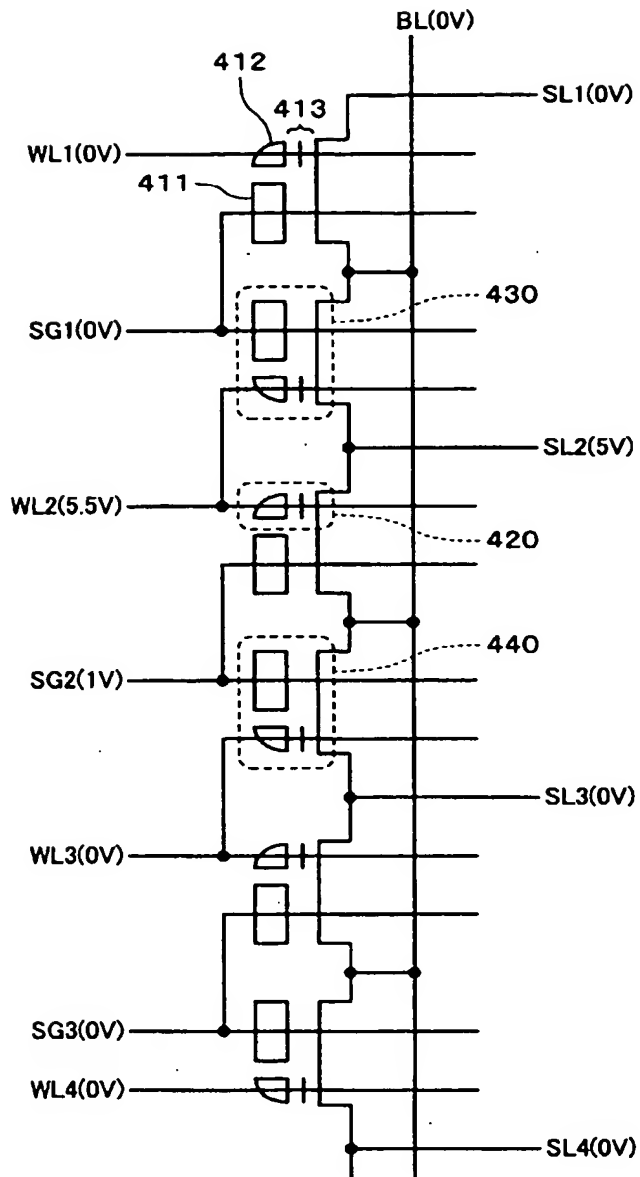 BL(0V)
412
413
SL1(0V)
WL1(0V)
411
430
SG1(0V)
SL2(5V)
WL2(5.5V)
420
440
SG2(1V)
SL3(0V)
WL3(0V)
SG3(0V)
WL4(0V)
SL4(0V)